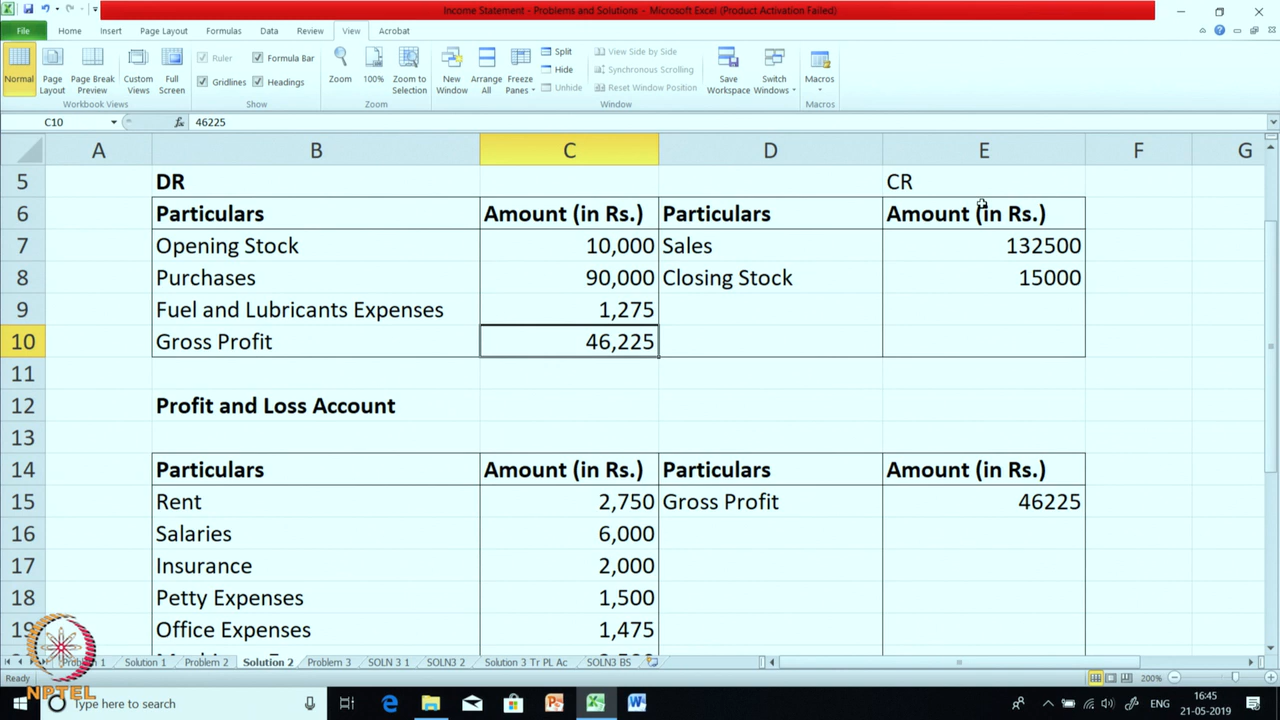 Income Statement - Problems and Solutions - Microsoft Excel (Product Activation Failed)
File Home Insert Page Layout Formulas Data Review View Acrobat
Normal Page Layout Page Break Preview Custom Views Full Screen
Workbook Views
Ruler Formula Bar
Gridlines Headings
Show
Zoom 100% Zoom to Selection
Zoom
New Window Arrange All Freeze Panes
Split
Hide
Unhide
View Side by Side
Synchronous Scrolling
Reset Window Position
Save Workspace Switch Windows
Window
Macros
Macros
C10 fx 46225
A B C D E F G
5 DR CR
6 Particulars Amount (in Rs.) Particulars Amount (in Rs.)
7 Opening Stock 10,000 Sales 132500
8 Purchases 90,000 Closing Stock 15000
9 Fuel and Lubricants Expenses 1,275
10 Gross Profit 46,225
11
12 Profit and Loss Account
13
14 Particulars Amount (in Rs.) Particulars Amount (in Rs.)
15 Rent 2,750 Gross Profit 46225
16 Salaries 6,000
17 Insurance 2,000
18 Petty Expenses 1,500
19 Office Expenses 1,475
Problem 1 Solution 1 Problem 2 Solution 2 Problem 3 SOLN 3 1 SOLN3 2 Solution 3 Tr PL Ac SOLN3 BS
Ready 200%
NPTEL
Type here to search
ENG
16:45
21-05-2019